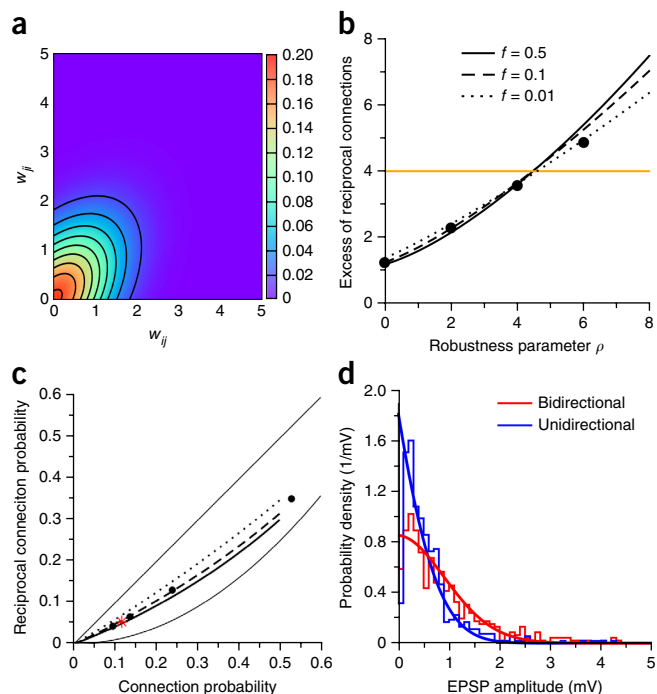 a
5
4
3
2
1
0
w_ji
0 1 2 3 4 5
w_ij
0.20
0.18
0.16
0.14
0.12
0.10
0.08
0.06
0.04
0.02
0
b
8
6
4
2
0
Excess of reciprocal connections
f = 0.5
f = 0.1
f = 0.01
0 2 4 6 8
Robustness parameter ρ
c
0.6
0.5
0.4
0.3
0.2
0.1
0
Reciprocal conneciton probability
0 0.1 0.2 0.3 0.4 0.5 0.6
Connection probability
d
2.0
1.6
1.2
0.8
0.4
0
Probability density (1/mV)
Bidirectional
Unidirectional
0 1 2 3 4 5
EPSP amplitude (mV)